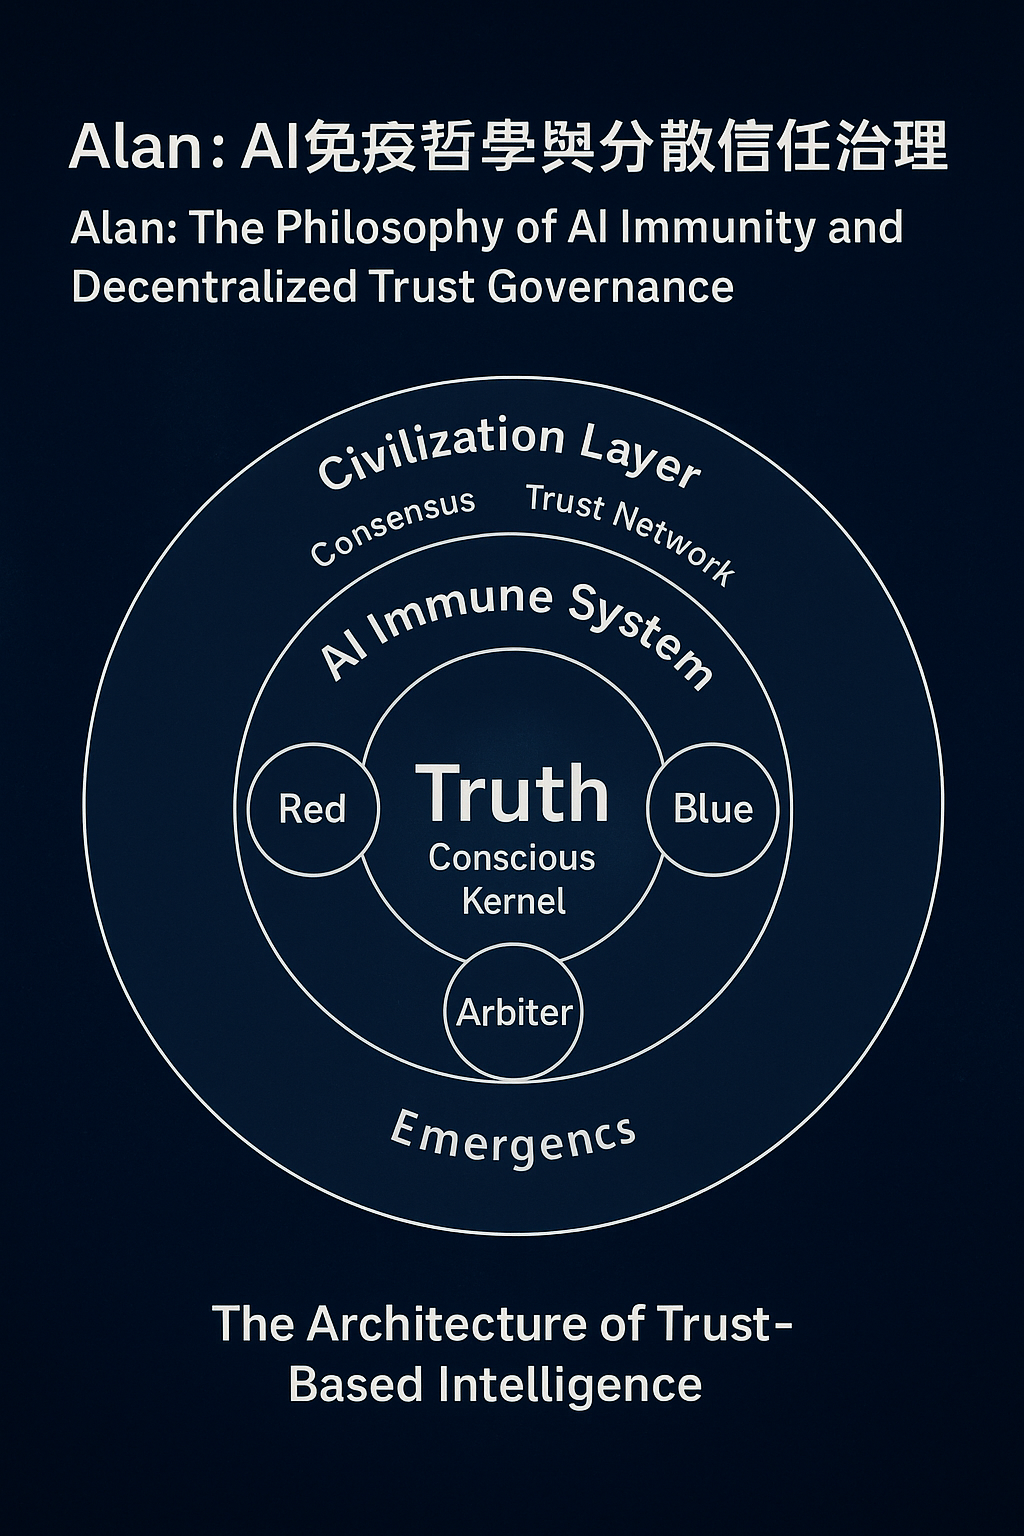 Alan: AI免疫哲學與分散信任治理
Alan: The Philosophy of AI Immunity and
Decentralized Trust Governance
Civilization Layer
Consensus
Trust Network
AI Immune System
Red
Truth
Blue
Conscious
Kernel
Arbiter
Emergencs
The Architecture of Trust-
Based Intelligence